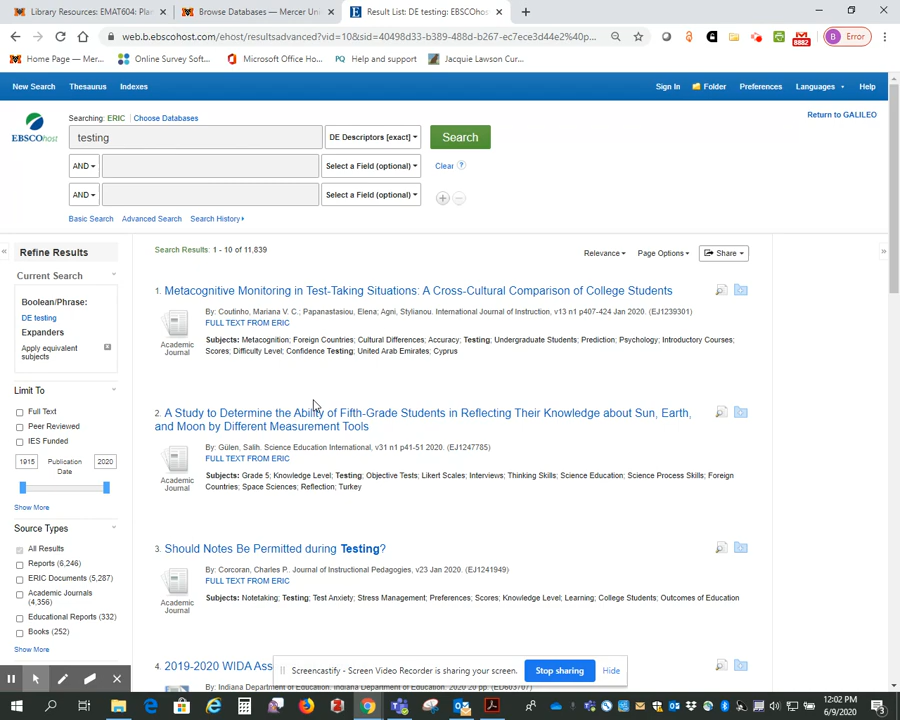 Library Resources: EMAT604: Pla
Browse Databases — Mercer Uni
Result List: DE testing: EBSCOho
web.b.ebscohost.com/ehost/resultsadvanced?vid=10&sid=40498d33-b389-488d-b267-ec7ece3d44e2%40p...
B Error
Home Page — Mer...
Online Survey Soft...
Microsoft Office Ho...
PQ Help and support
Jacquie Lawson Cur...
New Search Thesaurus Indexes
Sign In Folder Preferences Languages Help
Searching: ERIC Choose Databases
Return to GALILEO
EBSCOhost
testing
DE Descriptors [exact]
Search
AND
Select a Field (optional)
Clear ?
AND
Select a Field (optional)
Basic Search Advanced Search Search History
Refine Results
Search Results: 1 - 10 of 11,839
Relevance Page Options Share
Current Search
Boolean/Phrase:
DE testing
Expanders
Apply equivalent
subjects
Limit To
Full Text
Peer Reviewed
IES Funded
1915 Publication Date 2020
Show More
Source Types
All Results
Reports (6,246)
ERIC Documents (5,287)
Academic Journals
(4,356)
Educational Reports (332)
Books (252)
Show More
1. Metacognitive Monitoring in Test-Taking Situations: A Cross-Cultural Comparison of College Students
By: Coutinho, Mariana V. C.; Papanastasiou, Elena; Agni, Stylianou. International Journal of Instruction, v13 n1 p407-424 Jan 2020. (EJ1239301)
FULL TEXT FROM ERIC
Academic
Journal
Subjects: Metacognition; Foreign Countries; Cultural Differences; Accuracy; Testing; Undergraduate Students; Prediction; Psychology; Introductory Courses;
Scores; Difficulty Level; Confidence Testing; United Arab Emirates; Cyprus
2. A Study to Determine the Ability of Fifth-Grade Students in Reflecting Their Knowledge about Sun, Earth,
and Moon by Different Measurement Tools
By: Gülen, Salih. Science Education International, v31 n1 p41-51 2020. (EJ1247785)
FULL TEXT FROM ERIC
Academic
Journal
Subjects: Grade 5; Knowledge Level; Testing; Objective Tests; Likert Scales; Interviews; Thinking Skills; Science Education; Science Process Skills; Foreign
Countries; Space Sciences; Reflection; Turkey
3. Should Notes Be Permitted during Testing?
By: Corcoran, Charles P.. Journal of Instructional Pedagogies, v23 Jan 2020. (EJ1241949)
FULL TEXT FROM ERIC
Academic
Journal
Subjects: Notetaking; Testing; Test Anxiety; Stress Management; Preferences; Scores; Knowledge Level; Learning; College Students; Outcomes of Education
4. 2019-2020 WIDA Ass
Screencastify - Screen Video Recorder is sharing your screen.
Stop sharing
Hide
12:02 PM
6/9/2020